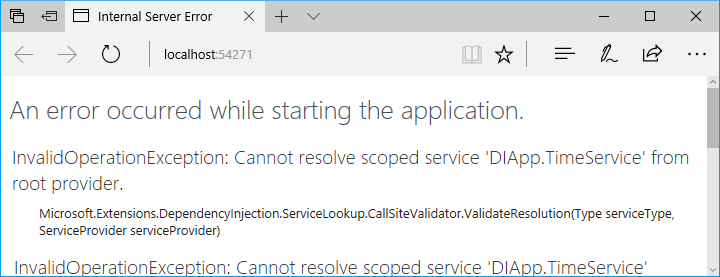 Internal Server Error
localhost:54271
An error occurred while starting the application.
InvalidOperationException: Cannot resolve scoped service 'DIApp.TimeService' from
root provider.
Microsoft.Extensions.DependencyInjection.ServiceLookup.CallSiteValidator.ValidateResolution(Type serviceType,
ServiceProvider serviceProvider)
InvalidOperationException: Cannot resolve scoped service 'DIApp.TimeService'